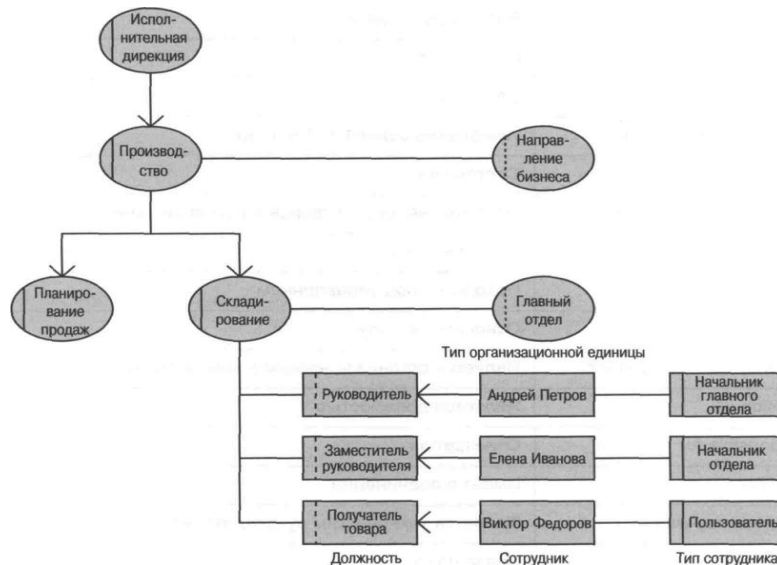 Испол-
нительная
дирекция
Производ-
ство
Направ-
ление
бизнеса
Планиро-
вание
продаж
Склади-
рование
Главный
отдел
Тип организационной единицы
Руководитель
Андрей Петров
Начальник
главного
отдела
Заместитель
руководителя
Елена Иванова
Начальник
отдела
Получатель
товара
Виктор Федоров
Пользователь
Должность
Сотрудник
Тип сотрудника